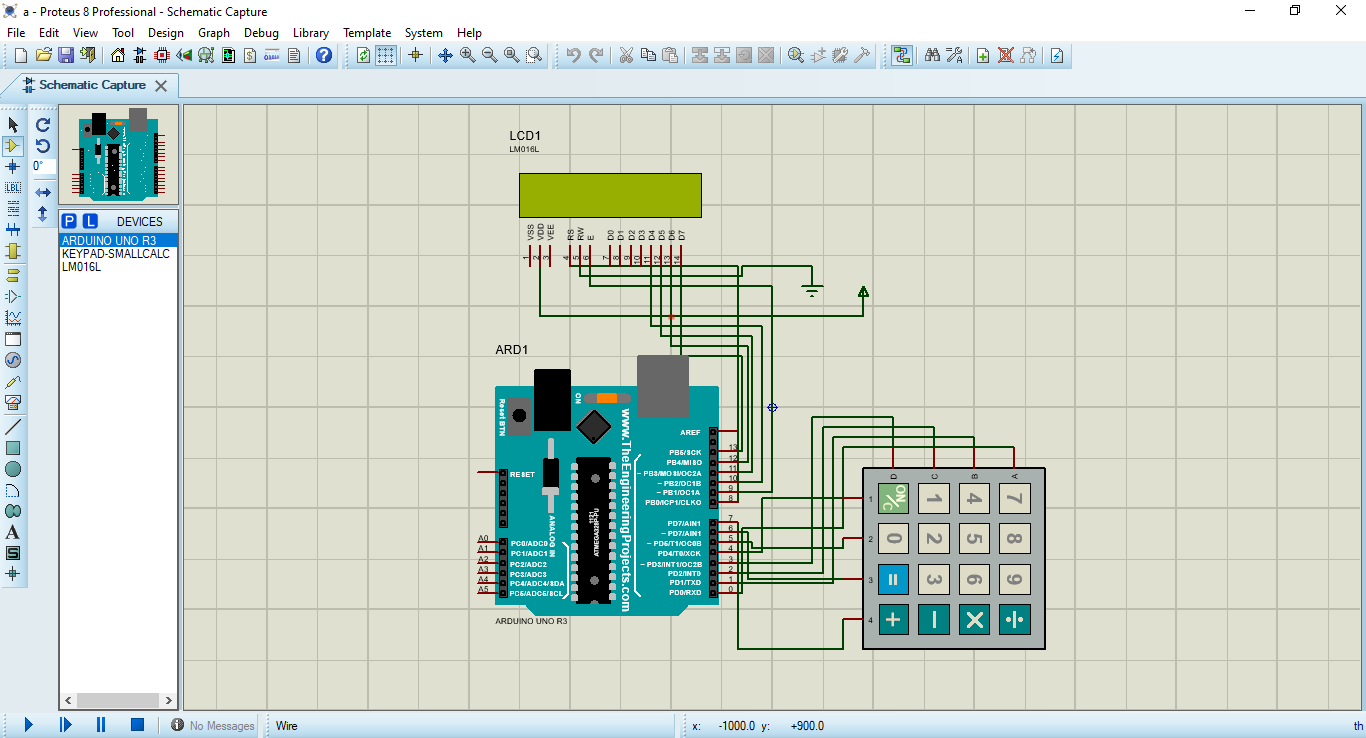 a - Proteus 8 Professional - Schematic Capture
File Edit View Tool Design Graph Debug Library Template System Help
Schematic Capture
0°
LBL
P L DEVICES
ARDUINO UNO R3
KEYPAD-SMALLCALC
LM016L
LCD1
LM016L
VSS VDD VEE RS RW E D0 D1 D2 D3 D4 D5 D6 D7
1 2 3 4 5 6 7 8 9 10 11 12 13 14
ARD1
Reset BTN
ON
www.TheEngineeringProjects.com
RESET
ANALOG IN
AREF
PB5/SCK 13
PB4/MISO 12
~ PB3/MOSI/OC2A 11
~ PB2/OC1B 10
~ PB1/OC1A 9
PB0/ICP1/CLKO 8
PD7/AIN1 7
~ PD7/AIN1 6
~ PD5/T1/OC0B 5
PD4/T0/XCK 4
~ PD3/INT1/OC2B 3
PD2/INT0 2
PD1/TXD 1
PD0/RXD 0
A0 PC0/ADC0
A1 PC1/ADC1
A2 PC2/ADC2
A3 PC3/ADC3
A4 PC4/ADC4/SDA
A5 PC5/ADC5/SCL
ARDUINO UNO R3
D C B A
1 ON/C 1 4 7
2 0 2 5 8
3 = 3 6 9
4 + − × ÷
No Messages Wire x: -1000.0 y: +900.0 th